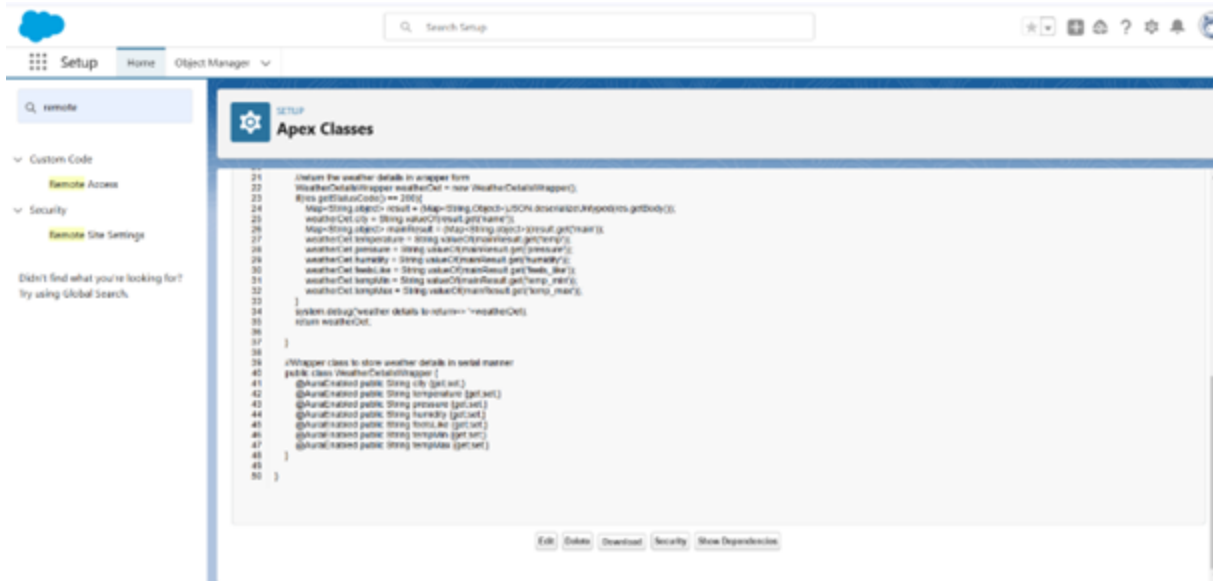 Search Setup
Setup Home Object Manager
remote
Custom Code
Remote Access
Security
Remote Site Settings
Didn't find what you're looking for?
Try using Global Search.
SETUP
Apex Classes
21 //return the weather details in wrapper form
22 WeatherDetailsWrapper weatherDet = new WeatherDetailsWrapper();
23 if(res.getStatusCode() == 200){
24 Map<String,object> result = (Map<String,Object>)JSON.deserializeUntyped(res.getBody());
25 weatherDet.city = String.valueOf(result.get('name'));
26 Map<String,object> mainResult = (Map<String,object>)(result.get('main'));
27 weatherDet.temperature = String.valueOf(mainResult.get('temp'));
28 weatherDet.pressure = String.valueOf(mainResult.get('pressure'));
29 weatherDet.humidity = String.valueOf(mainResult.get('humidity'));
30 weatherDet.feelsLike = String.valueOf(mainResult.get('feels_like'));
31 weatherDet.tempMin = String.valueOf(mainResult.get('temp_min'));
32 weatherDet.tempMax = String.valueOf(mainResult.get('temp_max'));
33 }
34 system.debug('weather details to return=> '+weatherDet);
35 return weatherDet;
36
37 }
38
39 //Wrapper class to store weather details in serial manner
40 public class WeatherDetailsWrapper {
41 @AuraEnabled public String city {get;set;}
42 @AuraEnabled public String temperature {get;set;}
43 @AuraEnabled public String pressure {get;set;}
44 @AuraEnabled public String humidity {get;set;}
45 @AuraEnabled public String feelsLike {get;set;}
46 @AuraEnabled public String tempMin {get;set;}
47 @AuraEnabled public String tempMax {get;set;}
48 }
49
50 }
Edit Delete Download Security Show Dependencies